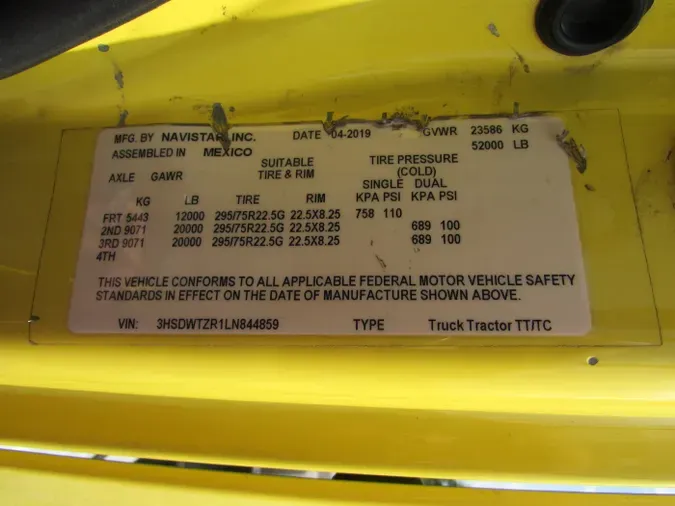 MFG. BY NAVISTAR, INC. DATE 04-2019 GVWR 23586 KG
52000 LB
ASSEMBLED IN MEXICO
SUITABLE TIRE PRESSURE
AXLE GAWR TIRE & RIM (COLD)
SINGLE DUAL
KG LB TIRE RIM KPA PSI KPA PSI
FRT 5443 12000 295/75R22.5G 22.5X8.25 758 110
2ND 9071 20000 295/75R22.5G 22.5X8.25 689 100
3RD 9071 20000 295/75R22.5G 22.5X8.25 689 100
4TH
THIS VEHICLE CONFORMS TO ALL APPLICABLE FEDERAL MOTOR VEHICLE SAFETY
STANDARDS IN EFFECT ON THE DATE OF MANUFACTURE SHOWN ABOVE.
VIN: 3HSDWTZR1LN844859 TYPE Truck Tractor TT/TC